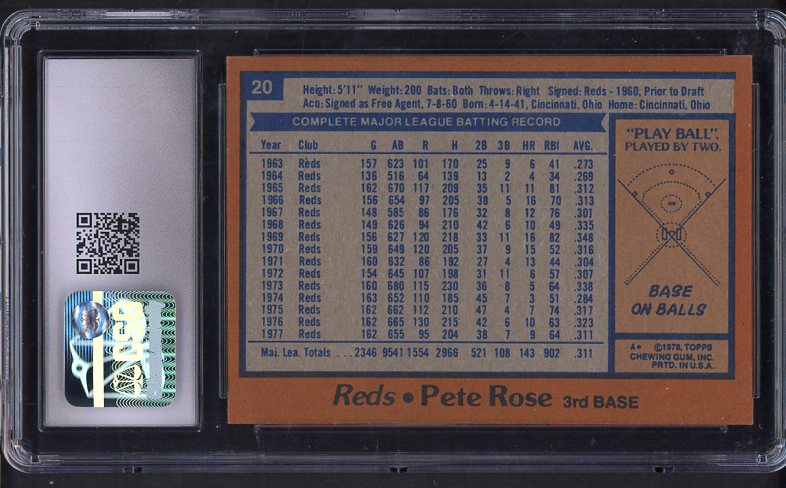 20
Height: 5'11" Weight: 200 Bats: Both Throws: Right Signed: Reds - 1960, Prior to Draft
Acq: Signed as Free Agent, 7-8-60 Born: 4-14-41, Cincinnati, Ohio Home: Cincinnati, Ohio
COMPLETE MAJOR LEAGUE BATTING RECORD
Year Club G AB R H 2B 3B HR RBI AVG.
1963 Reds 157 623 101 170 25 9 6 41 .273
1964 Reds 136 516 64 139 13 2 4 34 .269
1965 Reds 162 670 117 209 35 11 11 81 .312
1966 Reds 156 654 97 205 38 5 16 70 .313
1967 Reds 148 585 86 176 32 8 12 76 .301
1968 Reds 149 626 94 210 42 6 10 49 .335
1969 Reds 156 627 120 218 33 11 16 82 .348
1970 Reds 159 649 120 205 37 9 15 52 .316
1971 Reds 160 632 86 192 27 4 13 44 .304
1972 Reds 154 645 107 198 31 11 6 57 .307
1973 Reds 160 680 115 230 36 8 5 64 .338
1974 Reds 163 652 110 185 45 7 3 51 .284
1975 Reds 162 662 112 210 47 4 7 74 .317
1976 Reds 162 665 130 215 42 6 10 63 .323
1977 Reds 162 655 95 204 38 7 9 64 .311
Maj. Lea. Totals . . . . 2346 9541 1554 2966 521 108 143 902 .311
"PLAY BALL".
PLAYED BY TWO.
BASE
ON BALLS
A* ©1978, TOPPS
CHEWING GUM, INC.
PRTD. IN U.S.A.
Reds • Pete Rose 3rd BASE
PSA